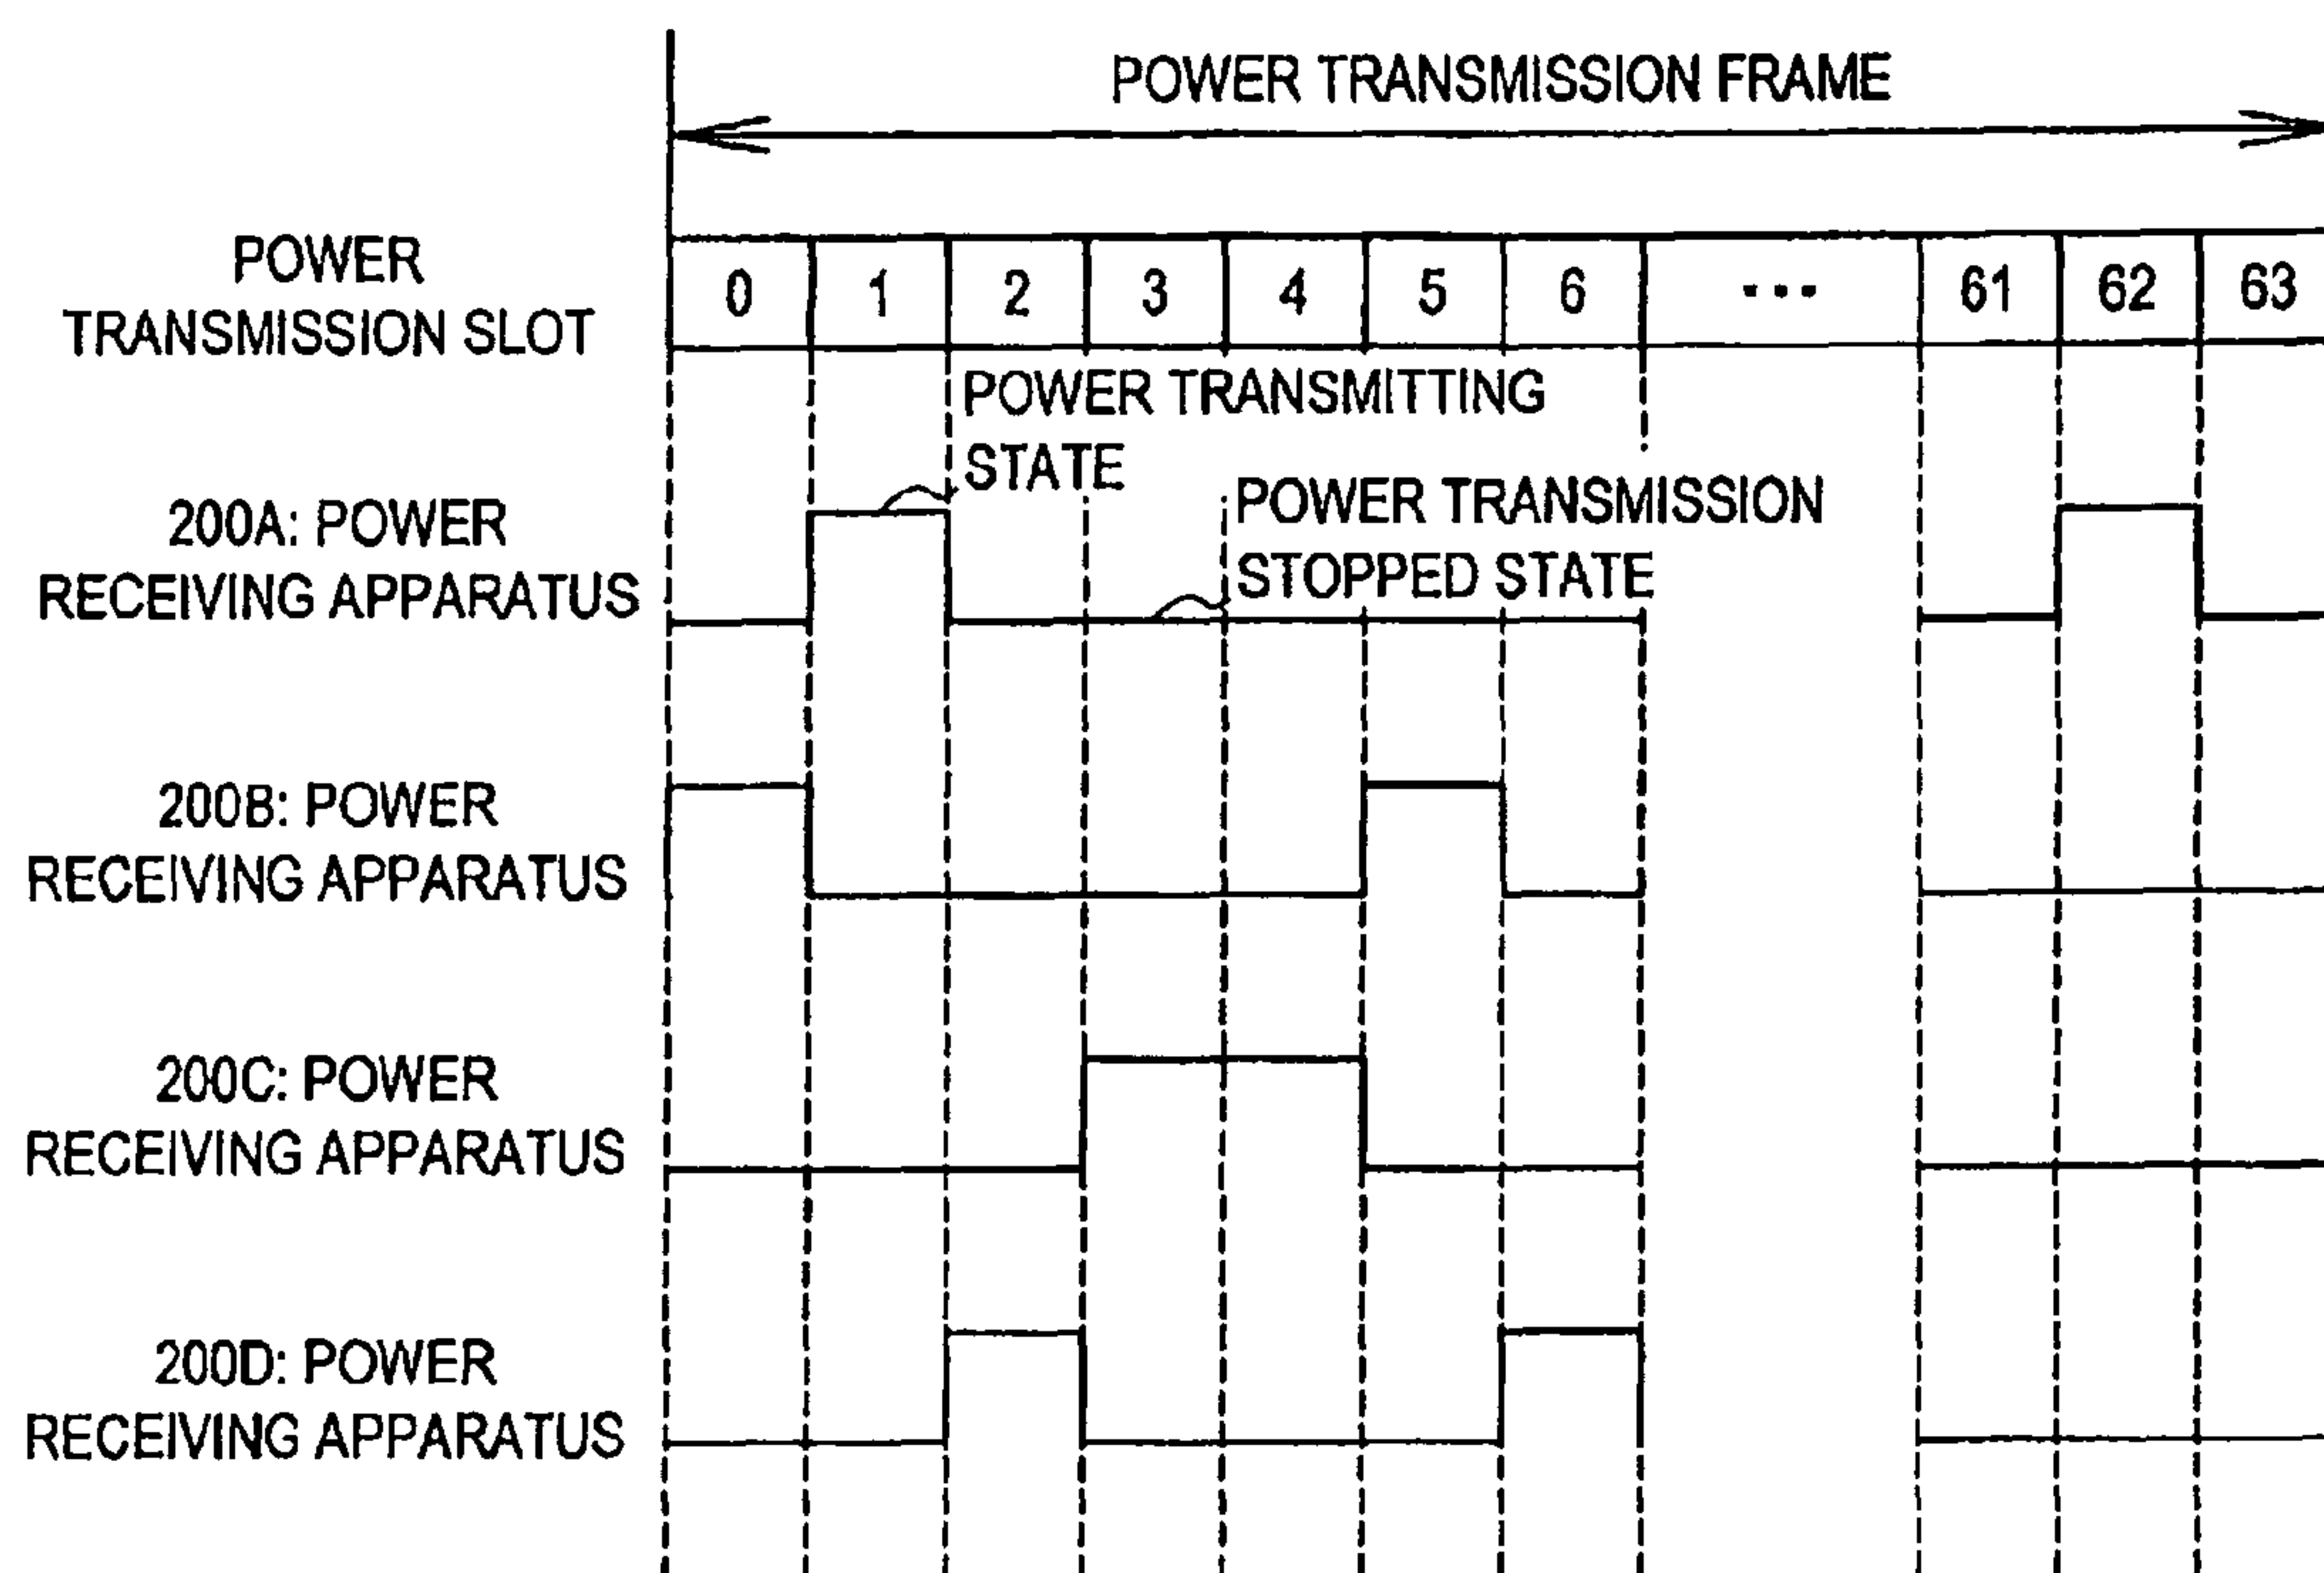 POWER TRANSMISSION FRAME
POWER
TRANSMISSION SLOT
0 1 2 3 4 5 6 ... 61 62 63
POWER TRANSMITTING
STATE
POWER TRANSMISSION
STOPPED STATE
200A: POWER
RECEIVING APPARATUS
200B: POWER
RECEIVING APPARATUS
200C: POWER
RECEIVING APPARATUS
200D: POWER
RECEIVING APPARATUS